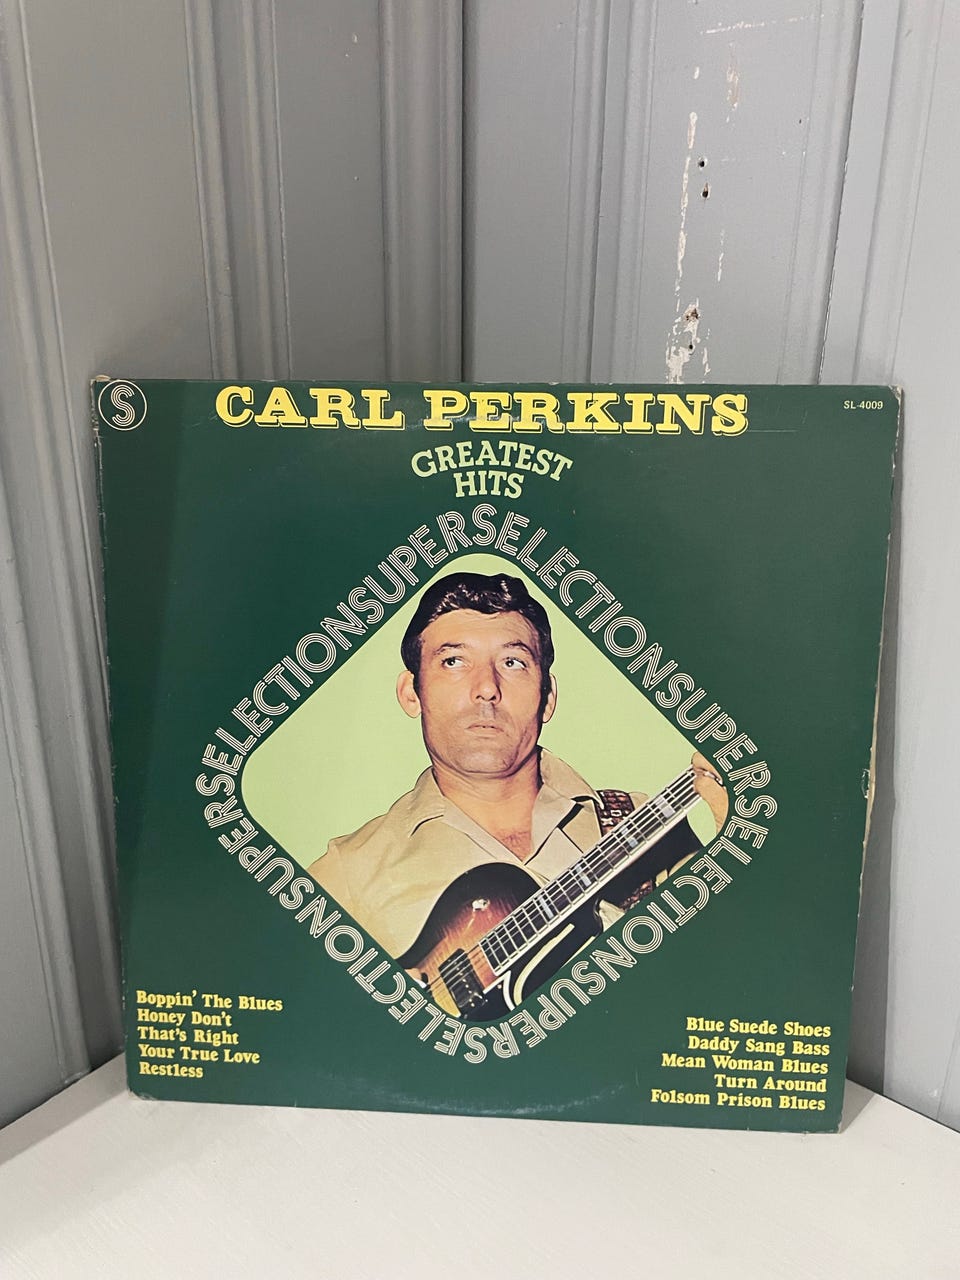 S
CARL PERKINS
SL-4009
GREATEST
HITS
SUPERSELECTIONSUPERSELECTIONSUPERSELECTIONSUPERSELECTION
Boppin' The Blues
Honey Don't
That's Right
Your True Love
Restless
Blue Suede Shoes
Daddy Sang Bass
Mean Woman Blues
Turn Around
Folsom Prison Blues